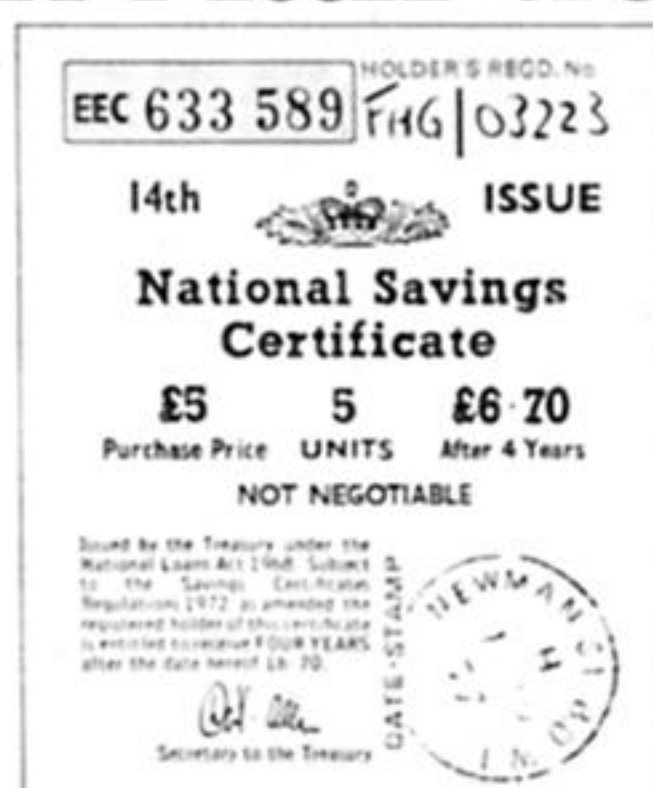 HOLDER'S REGD. No
EEC 633 589 FHG|03223
14th ISSUE
National Savings
Certificate
£5 5 £6·70
Purchase Price UNITS After 4 Years
NOT NEGOTIABLE
Issued by the Treasury under the
National Loans Act 1968. Subject
to the Savings Certificates
Regulations 1972 as amended the
registered holder of this certificate
is entitled to receive FOUR YEARS
after the date hereof £6.70.
DATE-STAMP
NEWMAN
Secretary to the Treasury